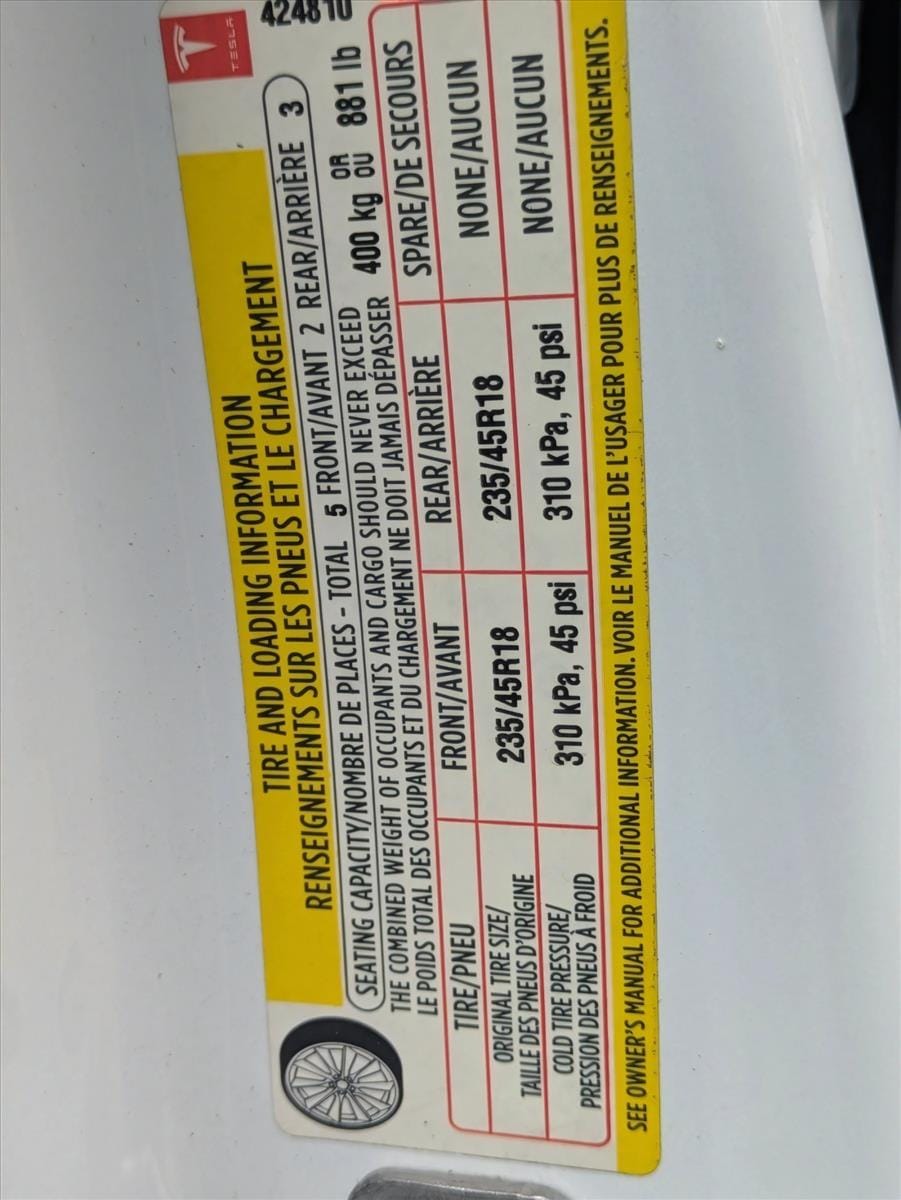 424810
TESLA
TIRE AND LOADING INFORMATION
RENSEIGNEMENTS SUR LES PNEUS ET LE CHARGEMENT
SEATING CAPACITY/NOMBRE DE PLACES - TOTAL 5 FRONT/AVANT 2 REAR/ARRIÈRE 3
THE COMBINED WEIGHT OF OCCUPANTS AND CARGO SHOULD NEVER EXCEED
LE POIDS TOTAL DES OCCUPANTS ET DU CHARGEMENT NE DOIT JAMAIS DÉPASSER
400 kg OR OU 881 lb
TIRE/PNEU FRONT/AVANT REAR/ARRIÈRE SPARE/DE SECOURS
ORIGINAL TIRE SIZE/
TAILLE DES PNEUS D'ORIGINE
235/45R18 235/45R18 NONE/AUCUN
COLD TIRE PRESSURE/
PRESSION DES PNEUS À FROID
310 kPa, 45 psi 310 kPa, 45 psi NONE/AUCUN
SEE OWNER'S MANUAL FOR ADDITIONAL INFORMATION. VOIR LE MANUEL DE L'USAGER POUR PLUS DE RENSEIGNEMENTS.